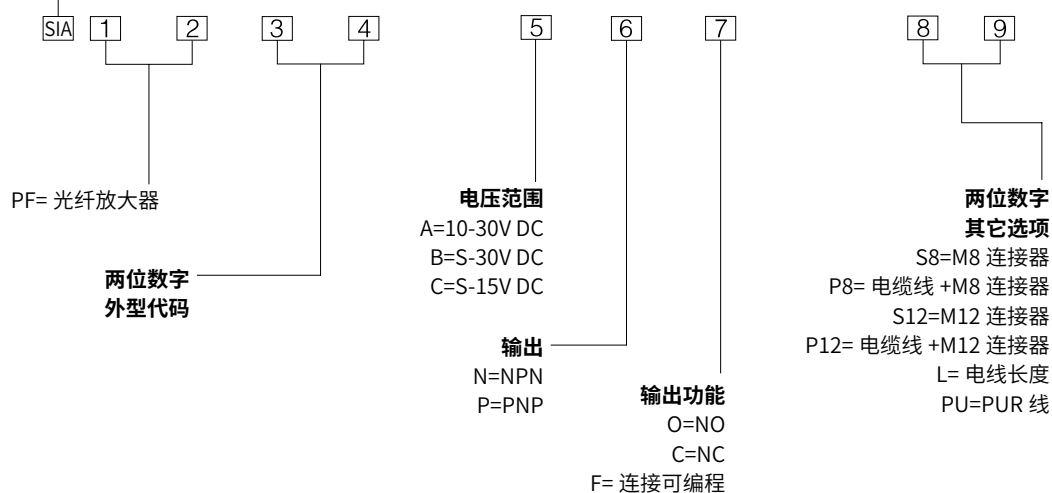 SIA 1 2 3 4 5 6 7 8 9
PF= 光纤放大器
两位数字
外型代码
电压范围
A=10-30V DC
B=S-30V DC
C=S-15V DC
输出
N=NPN
P=PNP
输出功能
O=NO
C=NC
F= 连接可编程
两位数字
其它选项
S8=M8 连接器
P8= 电缆线 +M8 连接器
S12=M12 连接器
P12= 电缆线 +M12 连接器
L= 电线长度
PU=PUR 线